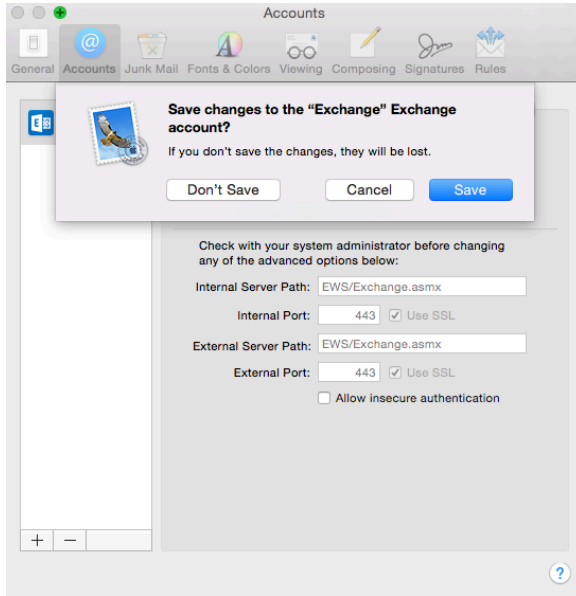 Accounts
General Accounts Junk Mail Fonts & Colors Viewing Composing Signatures Rules
Save changes to the “Exchange” Exchange
account?
If you don’t save the changes, they will be lost.
Don’t Save Cancel Save
Check with your system administrator before changing
any of the advanced options below:
Internal Server Path: EWS/Exchange.asmx
Internal Port: 443 Use SSL
External Server Path: EWS/Exchange.asmx
External Port: 443 Use SSL
Allow insecure authentication